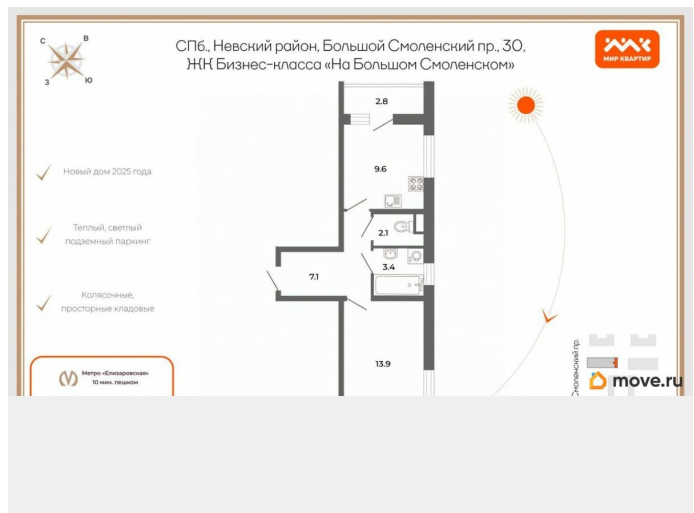 СПб., Невский район, Большой Смоленский пр., 30,
ЖК Бизнес-класса «На Большом Смоленском»
МИР КВАРТИР
С
В
З
Ю
2.8
Новый дом 2025 года
9.6
Теплый, светлый
подземный паркинг
2.1
3.4
7.1
Колясочные,
просторные кладовые
Метро «Елизаровская»
10 мин. пешком
13.9
Смоленский пр.
move.ru